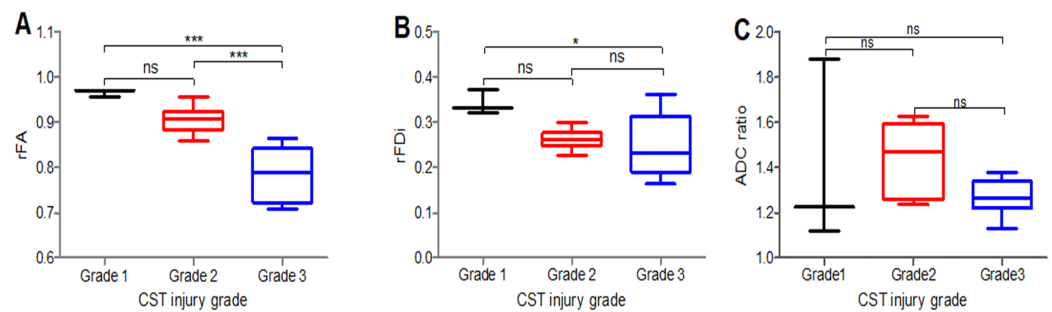 A
1.1
1.0
0.9
0.8
0.7
0.6
rFA
***
***
ns
Grade 1 Grade 2 Grade 3
CST injury grade
B
0.5
0.4
0.3
0.2
0.1
0.0
rFDi
*
ns
ns
Grade 1 Grade 2 Grade 3
CST injury grade
C
2.0
1.8
1.6
1.4
1.2
1.0
ADC ratio
ns
ns
ns
Grade1 Grade2 Grade3
CST injury grade